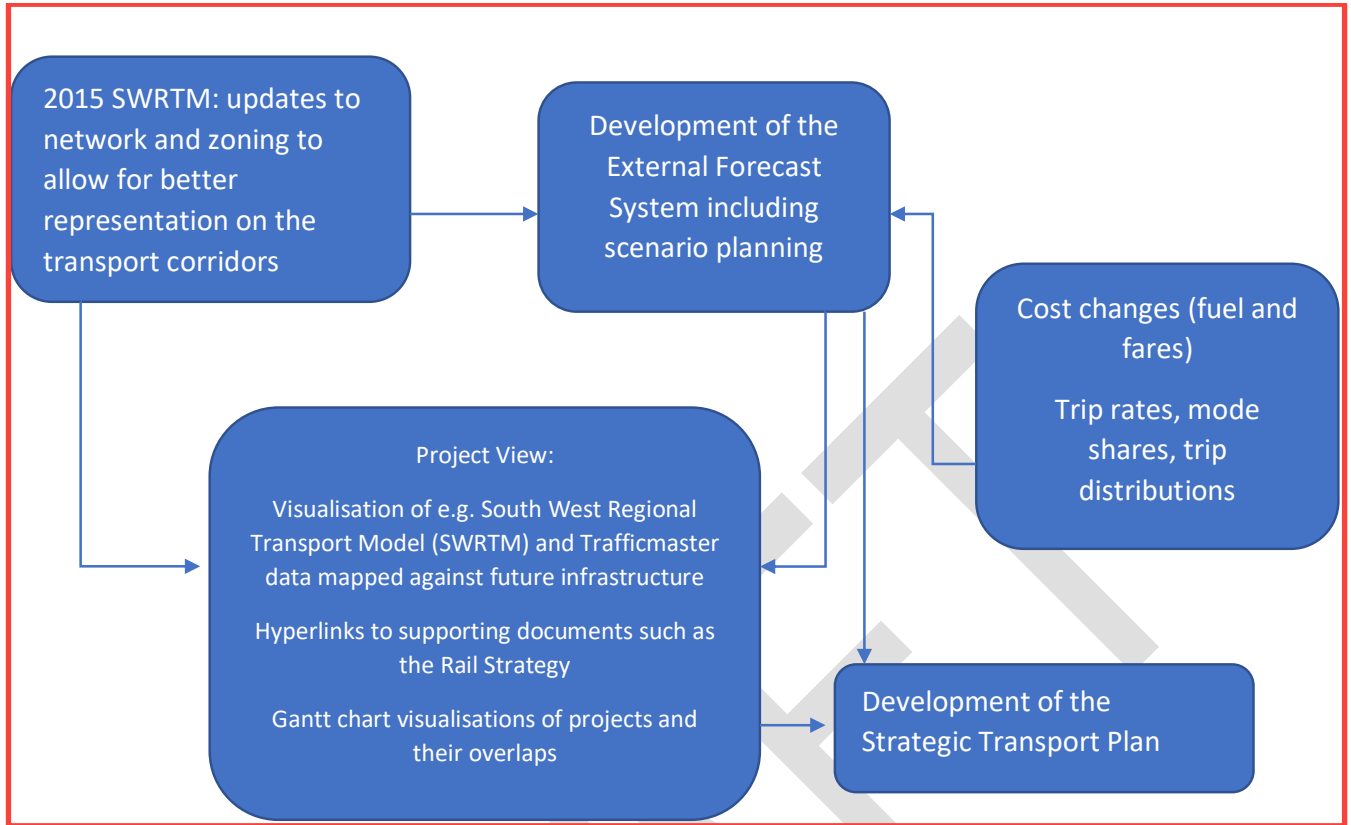 2015 SWRTM: updates to
network and zoning to
allow for better
representation on the
transport corridors
Development of the
External Forecast
System including
scenario planning
Cost changes (fuel and
fares)
Trip rates, mode
shares, trip
distributions
Project View:
Visualisation of e.g. South West Regional
Transport Model (SWRTM) and Trafficmaster
data mapped against future infrastructure
Hyperlinks to supporting documents such as
the Rail Strategy
Gantt chart visualisations of projects and
their overlaps
Development of the
Strategic Transport Plan